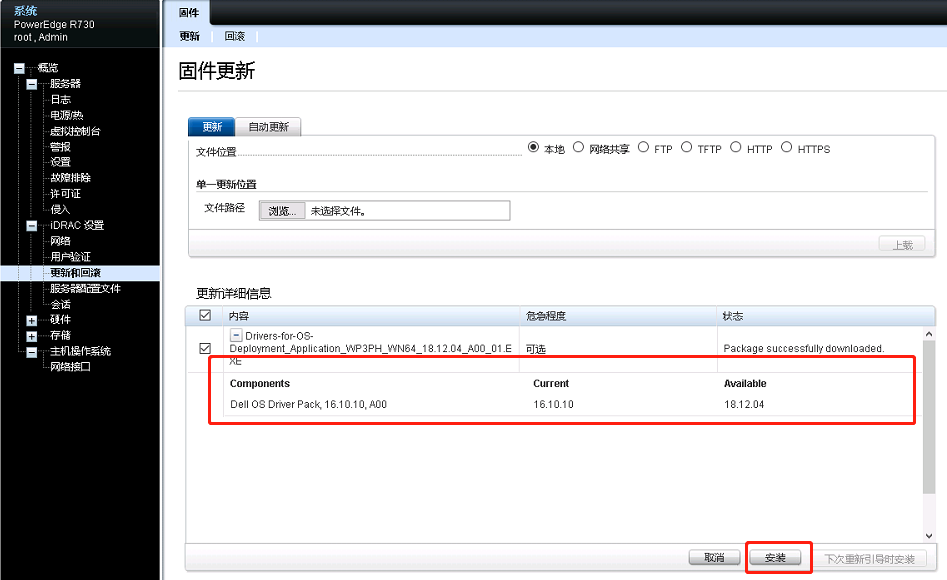 系统
PowerEdge R730
root , Admin
概览
服务器
日志
电源/热
虚拟控制台
警报
设置
故障排除
许可证
侵入
iDRAC 设置
网络
用户验证
更新和回滚
服务器配置文件
会话
硬件
存储
主机操作系统
网络接口
固件
更新
回滚
固件更新
更新
自动更新
文件位置
本地 网络共享 FTP TFTP HTTP HTTPS
单一更新位置
文件路径
浏览... 未选择文件。
上载
更新详细信息
内容 危急程度 状态
Drivers-for-OS-
Deployment_Application_WP3PH_WN64_18.12.04_A00_01.E 可选 Package successfully downloaded.
XE
Components Current Available
Dell OS Driver Pack, 16.10.10, A00 16.10.10 18.12.04
取消 安装 下次重新引导时安装